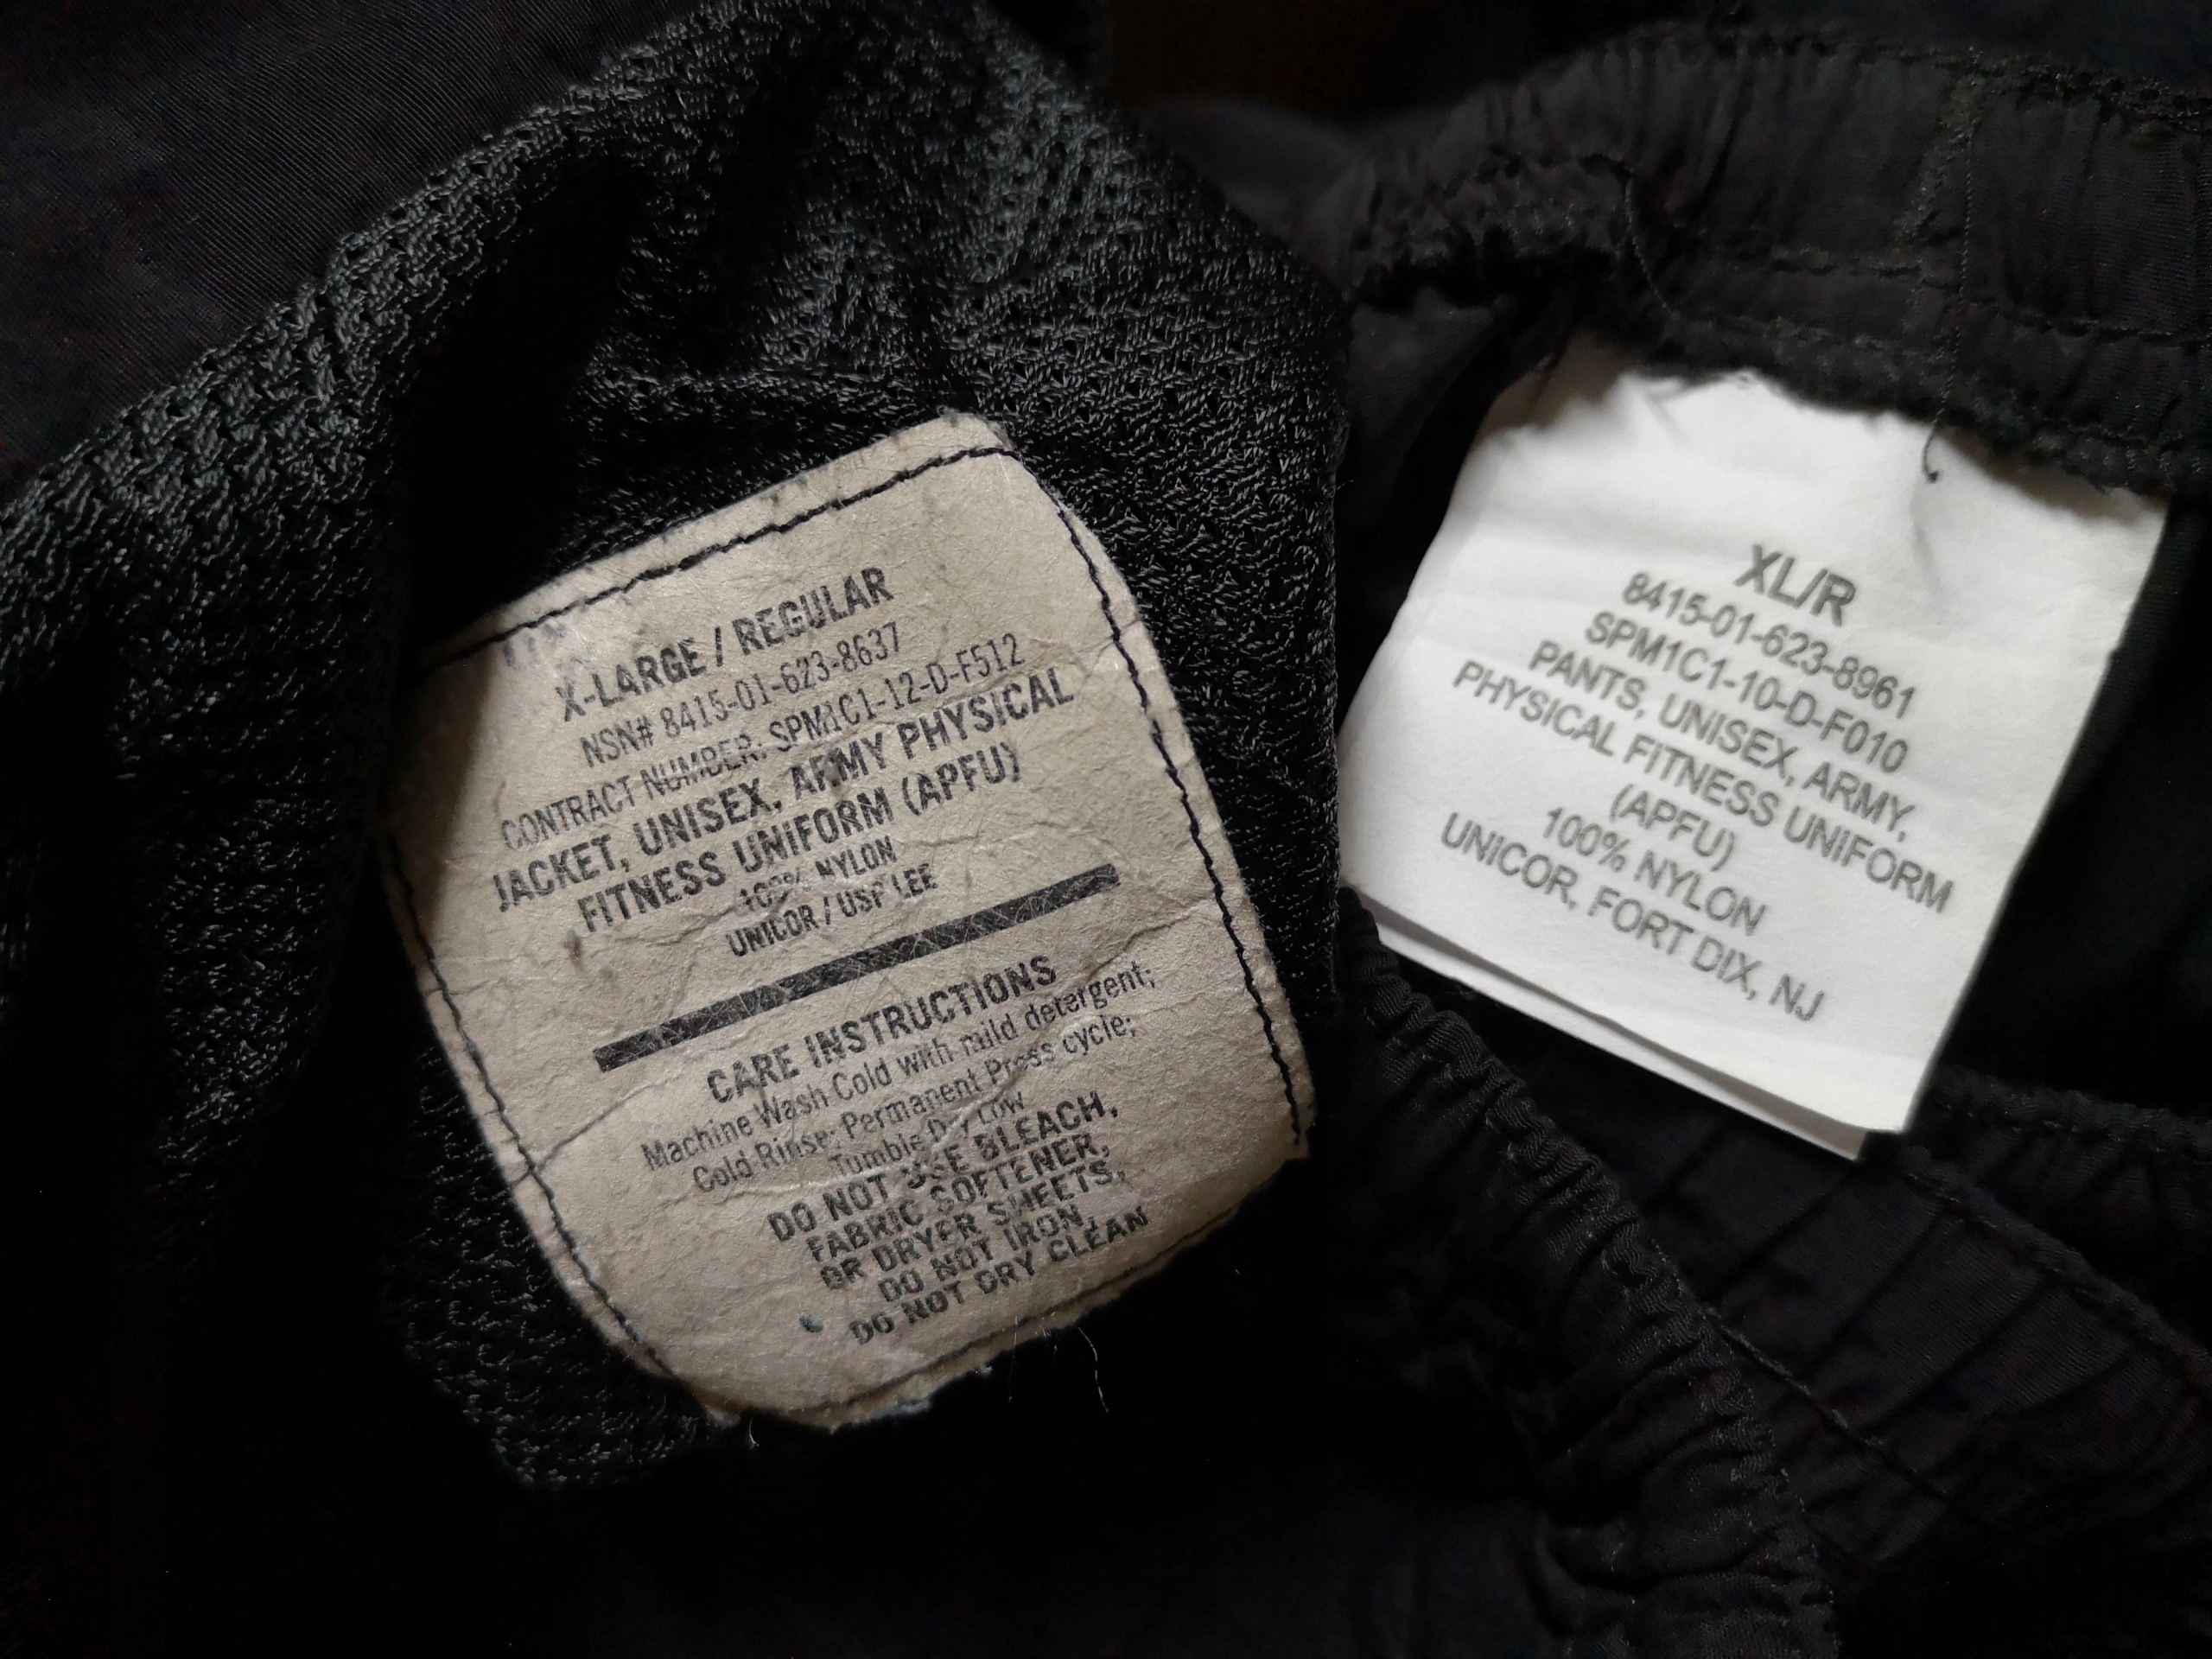 X-LARGE / REGULAR
NSN# 8415-01-623-8637
CONTRACT NUMBER: SPM1C1-12-D-F512
JACKET, UNISEX, ARMY PHYSICAL
FITNESS UNIFORM (APFU)
100% NYLON
UNICOR / USP LEE
CARE INSTRUCTIONS
Machine Wash Cold with mild detergent;
Cold Rinse; Permanent Press cycle;
Tumble Dry Low
DO NOT USE BLEACH,
FABRIC SOFTENER,
OR DRYER SHEETS,
DO NOT IRON,
DO NOT DRY CLEAN
XL/R
8415-01-623-8961
SPM1C1-10-D-F010
PANTS, UNISEX, ARMY,
PHYSICAL FITNESS UNIFORM
(APFU)
100% NYLON
UNICOR, FORT DIX, NJ